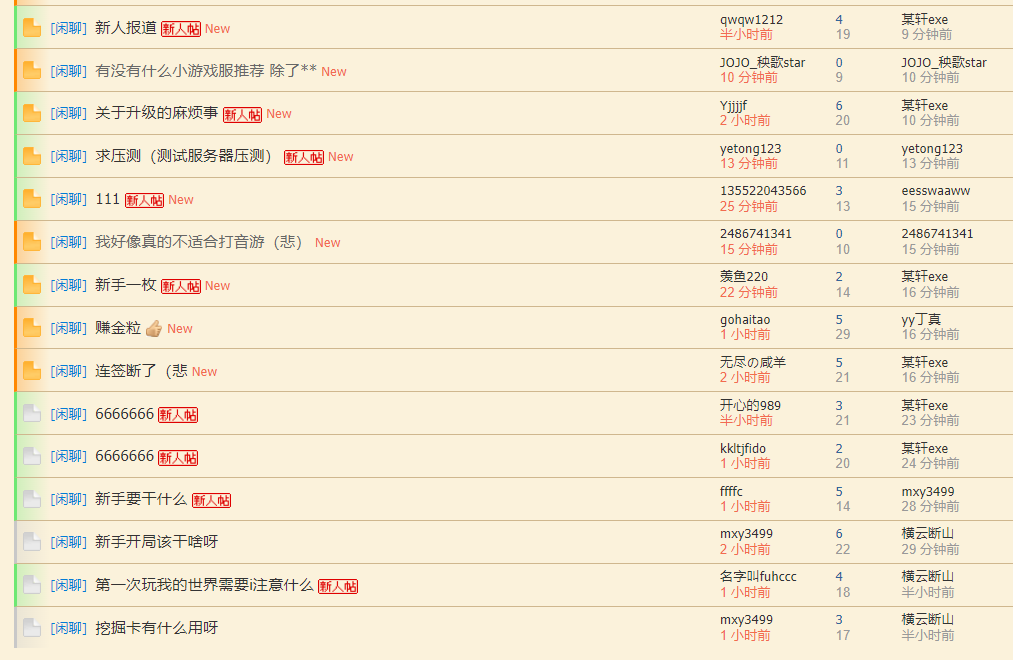 [闲聊] 新人报道 新人帖 New qwqw1212 4 某轩exe
半小时前 19 9 分钟前
[闲聊] 有没有什么小游戏服推荐 除了** New JOJO_秧歌star 0 JOJO_秧歌star
10 分钟前 9 10 分钟前
[闲聊] 关于升级的麻烦事 新人帖 New Yjjjjf 6 某轩exe
2 小时前 20 10 分钟前
[闲聊] 求压测（测试服务器压测） 新人帖 New yetong123 0 yetong123
13 分钟前 11 13 分钟前
[闲聊] 111 新人帖 New 135522043566 3 eesswaaww
25 分钟前 13 15 分钟前
[闲聊] 我好像真的不适合打音游（悲） New 2486741341 0 2486741341
15 分钟前 10 15 分钟前
[闲聊] 新手一枚 新人帖 New 羡鱼220 2 某轩exe
22 分钟前 14 16 分钟前
[闲聊] 赚金粒 New gohaitao 5 yy丁真
1 小时前 29 16 分钟前
[闲聊] 连签断了（悲 New 无尽の咸羊 5 某轩exe
2 小时前 21 16 分钟前
[闲聊] 6666666 新人帖 开心的989 3 某轩exe
半小时前 21 23 分钟前
[闲聊] 6666666 新人帖 kkltjfido 2 某轩exe
1 小时前 20 24 分钟前
[闲聊] 新手要干什么 新人帖 ffffc 5 mxy3499
1 小时前 14 28 分钟前
[闲聊] 新手开局该干啥呀 mxy3499 6 横云断山
2 小时前 22 29 分钟前
[闲聊] 第一次玩我的世界需要i注意什么 新人帖 名字叫fuhccc 4 横云断山
1 小时前 18 半小时前
[闲聊] 挖掘卡有什么用呀 mxy3499 3 横云断山
1 小时前 17 半小时前